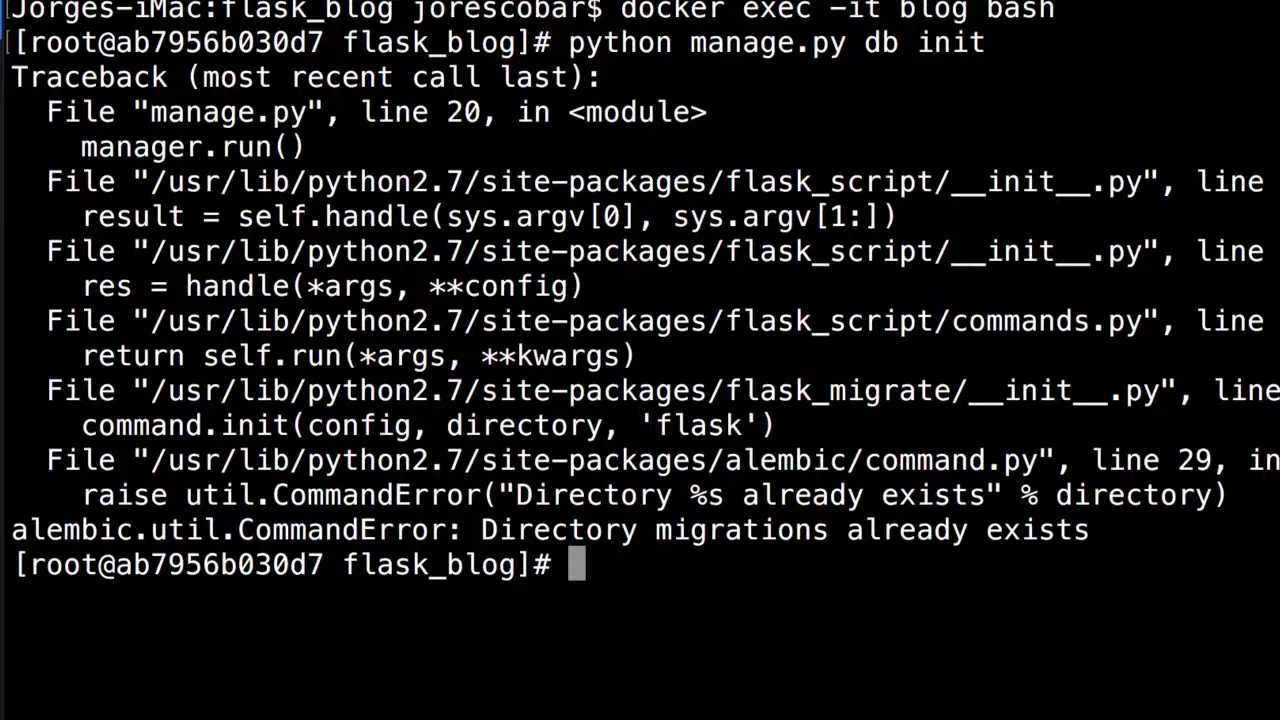 Jorges-iMac:flask_blog jorescobar$ docker exec -it blog bash
[[root@ab7956b030d7 flask_blog]# python manage.py db init
Traceback (most recent call last):
  File "manage.py", line 20, in <module>
    manager.run()
  File "/usr/lib/python2.7/site-packages/flask_script/__init__.py", line
    result = self.handle(sys.argv[0], sys.argv[1:])
  File "/usr/lib/python2.7/site-packages/flask_script/__init__.py", line
    res = handle(*args, **config)
  File "/usr/lib/python2.7/site-packages/flask_script/commands.py", line
    return self.run(*args, **kwargs)
  File "/usr/lib/python2.7/site-packages/flask_migrate/__init__.py", line
    command.init(config, directory, 'flask')
  File "/usr/lib/python2.7/site-packages/alembic/command.py", line 29, in
    raise util.CommandError("Directory %s already exists" % directory)
alembic.util.CommandError: Directory migrations already exists
[root@ab7956b030d7 flask_blog]#